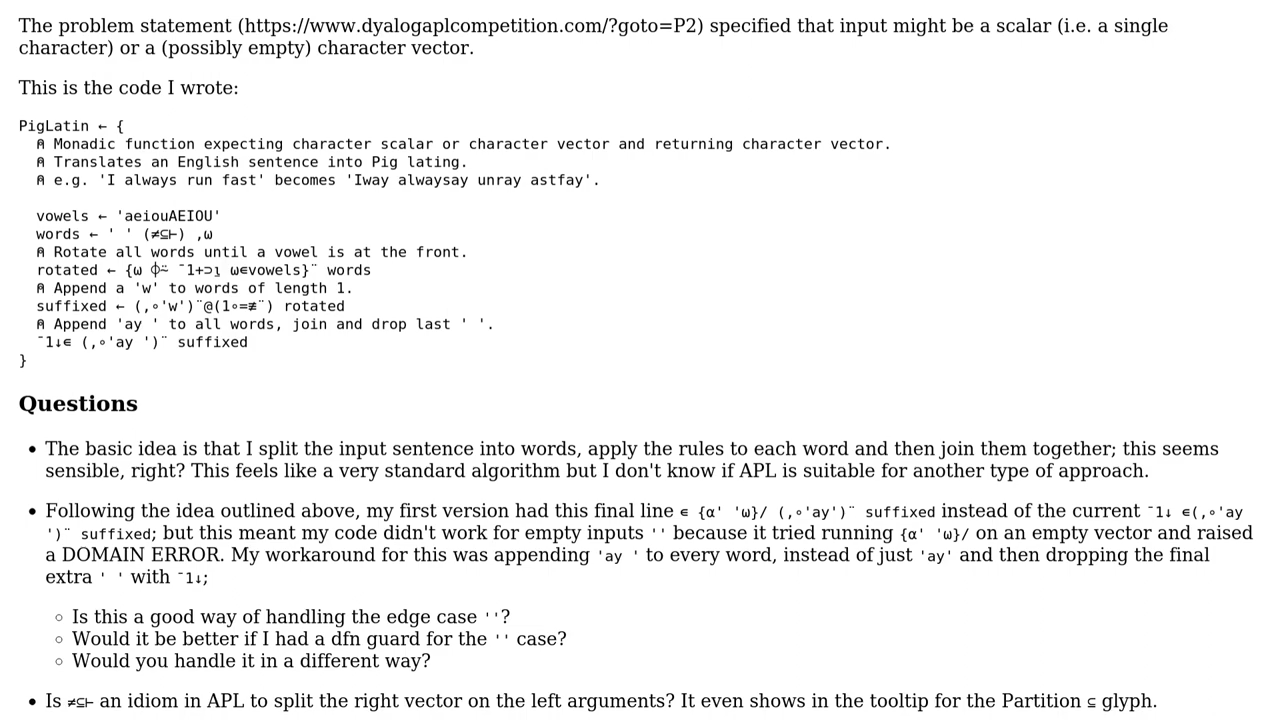 The problem statement (https://www.dyalogaplcompetition.com/?goto=P2) specified that input might be a scalar (i.e. a single
character) or a (possibly empty) character vector.
This is the code I wrote:
PigLatin ← {
⍝ Monadic function expecting character scalar or character vector and returning character vector.
⍝ Translates an English sentence into Pig lating.
⍝ e.g. 'I always run fast' becomes 'Iway alwaysay unray astfay'.
vowels ← 'aeiouAEIOU'
words ← ' ' (≠⊆⊢) ,⍵
⍝ Rotate all words until a vowel is at the front.
rotated ← {⍵ ⌽⍨ ¯1+⊃⍸ ⍵∊vowels}¨ words
⍝ Append a 'w' to words of length 1.
suffixed ← (,∘'w')¨@(1∘=≢¨) rotated
⍝ Append 'ay ' to all words, join and drop last ' '.
¯1↓∊ (,∘'ay ')¨ suffixed
}
Questions
• The basic idea is that I split the input sentence into words, apply the rules to each word and then join them together; this seems
sensible, right? This feels like a very standard algorithm but I don't know if APL is suitable for another type of approach.
• Following the idea outlined above, my first version had this final line ∊ {⍺' '⍵}/ (,∘'ay')¨ suffixed instead of the current ¯1↓ ∊(,∘'ay
')¨ suffixed; but this meant my code didn't work for empty inputs '' because it tried running {⍺' '⍵}/ on an empty vector and raised
a DOMAIN ERROR. My workaround for this was appending 'ay ' to every word, instead of just 'ay' and then dropping the final
extra ' ' with ¯1↓;
◦ Is this a good way of handling the edge case ''?
◦ Would it be better if I had a dfn guard for the '' case?
◦ Would you handle it in a different way?
• Is ≠⊆⊢ an idiom in APL to split the right vector on the left arguments? It even shows in the tooltip for the Partition ⊆ glyph.